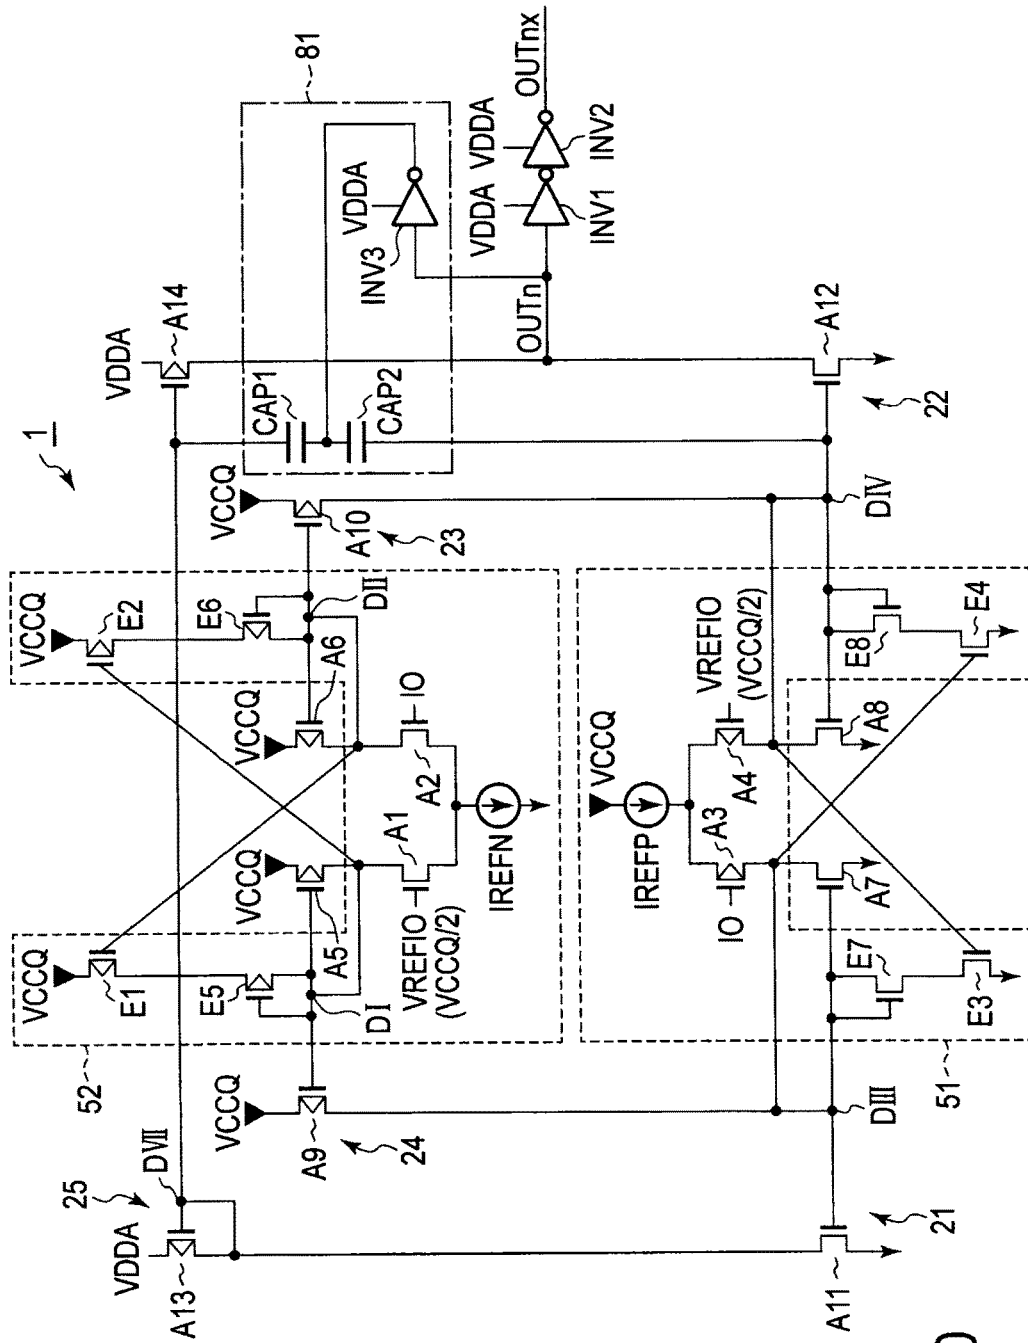 1
VDDA
25
DVII
A13
VDDA
A14
VCCQ
E2
VCCQ
E1
52
VCCQ
A9
24
E5
DI
VCCQ
A5
VCCQ
A6
E6
DII
VCCQ
A10
23
CAP1
CAP2
81
VDDA
INV3
VREFIO
(VCCQ/2)
A1
A2
IO
IREFN
OUTn
VDDA
INV1
VDDA
INV2
OUTnx
VCCQ
IREFP
IO
A3
A4
VREFIO
(VCCQ/2)
DIII
DIV
E7
A7
A8
E8
E3
E4
51
A11
21
A12
22